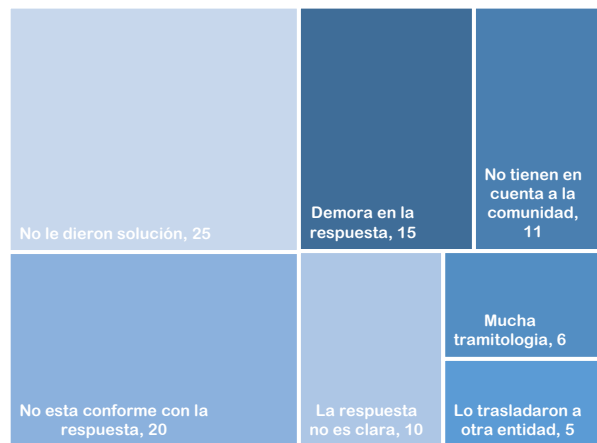 No le dieron solución, 25
Demora en la
respuesta, 15
No tienen en
cuenta a la
comunidad,
11
No esta conforme con la
respuesta, 20
La respuesta
no es clara, 10
Mucha
tramitologia, 6
Lo trasladaron a
otra entidad, 5